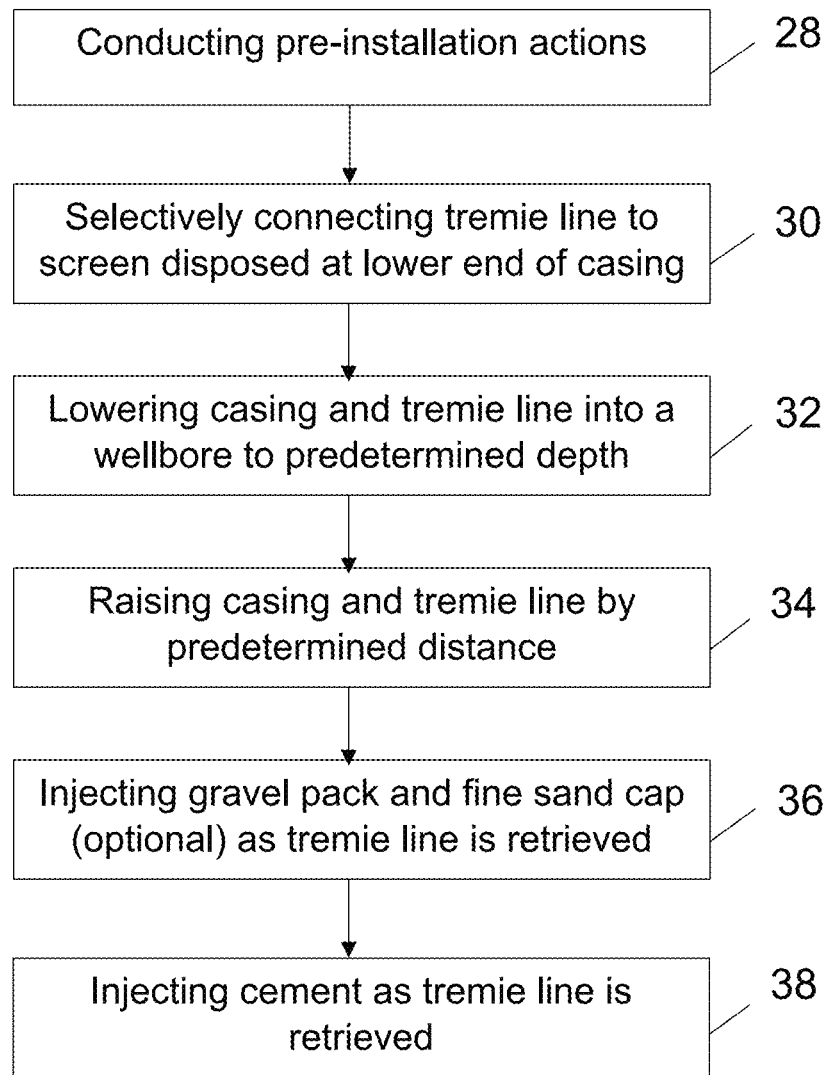 Conducting pre-installation actions
28
Selectively connecting tremie line to
screen disposed at lower end of casing
30
Lowering casing and tremie line into a
wellbore to predetermined depth
32
Raising casing and tremie line by
predetermined distance
34
Injecting gravel pack and fine sand cap
(optional) as tremie line is retrieved
36
Injecting cement as tremie line is
retrieved
38